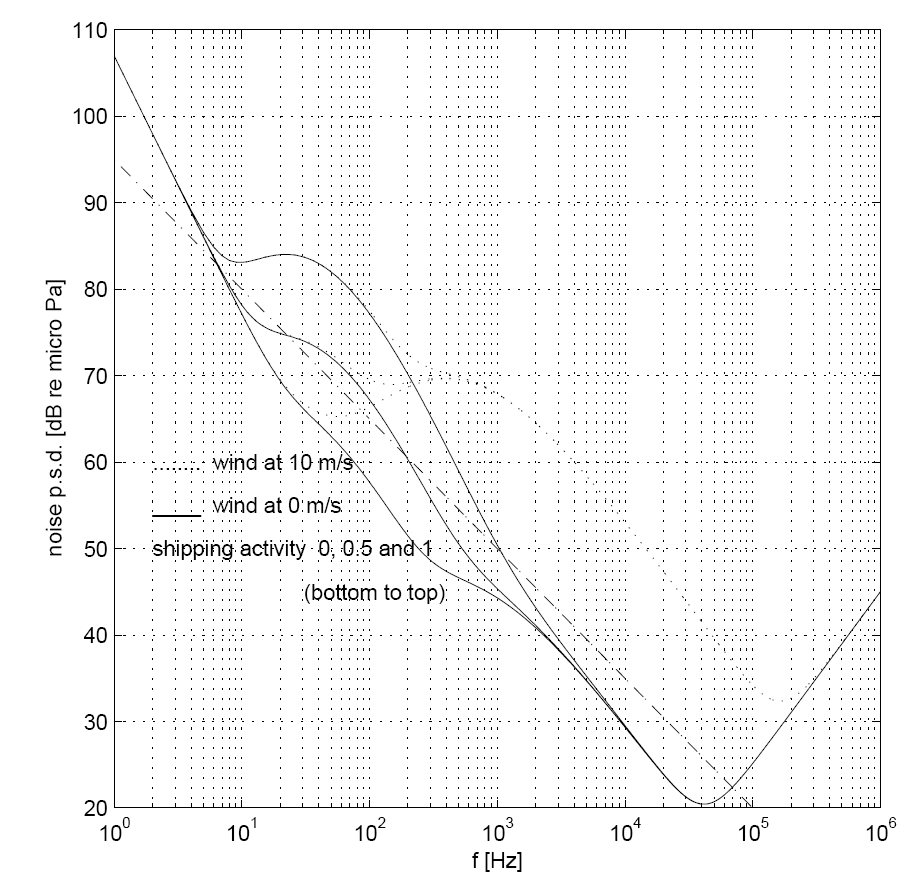 110
100
90
80
70
60
50
40
30
20
noise p.s.d. [dB re micro Pa]
wind at 10 m/s
wind at 0 m/s
shipping activity 0, 0.5 and 1
(bottom to top)
10^0 10^1 10^2 10^3 10^4 10^5 10^6
f [Hz]